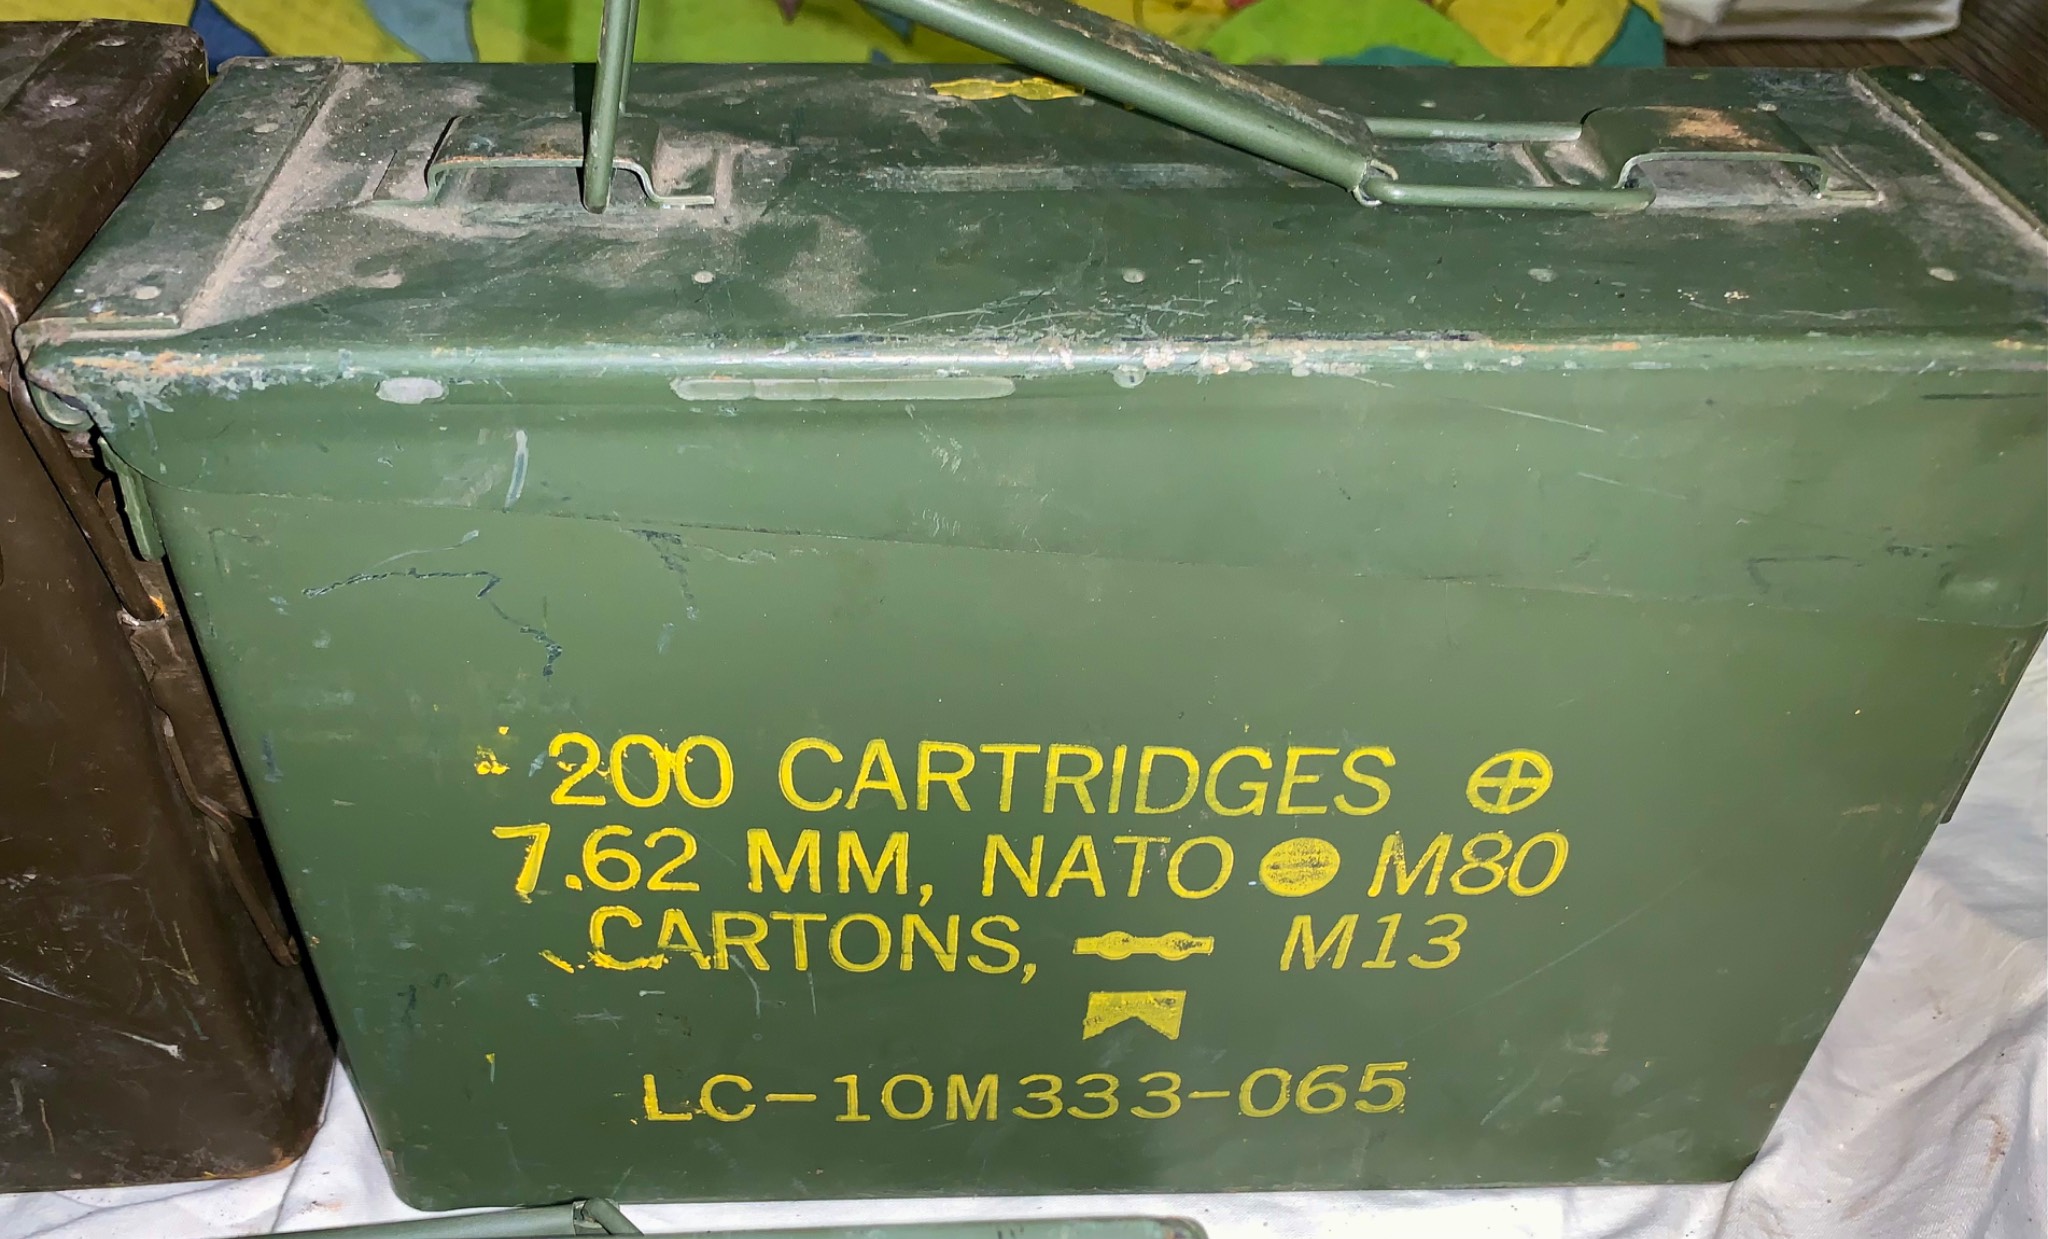 200 CARTRIDGES ⊕
7.62 MM, NATO ● M80
CARTONS, M13
LC-10M333-065